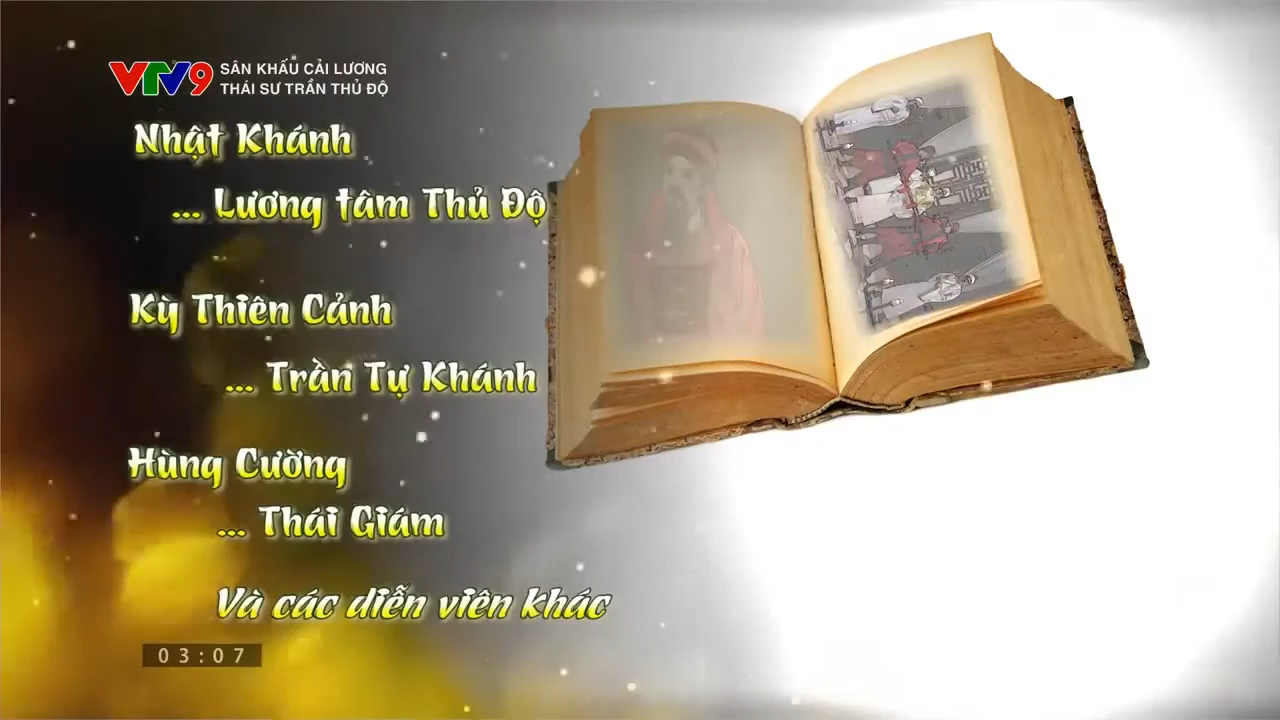 VTV9
SÂN KHẤU CẢI LƯƠNG
THÁI SƯ TRẦN THỦ ĐỘ
Nhật Khánh
... Lương tâm Thủ Độ
Kỳ Thiên Cảnh
... Trần Tự Khánh
Hùng Cường
... Thái Giám
Và các diễn viên khác
03:07